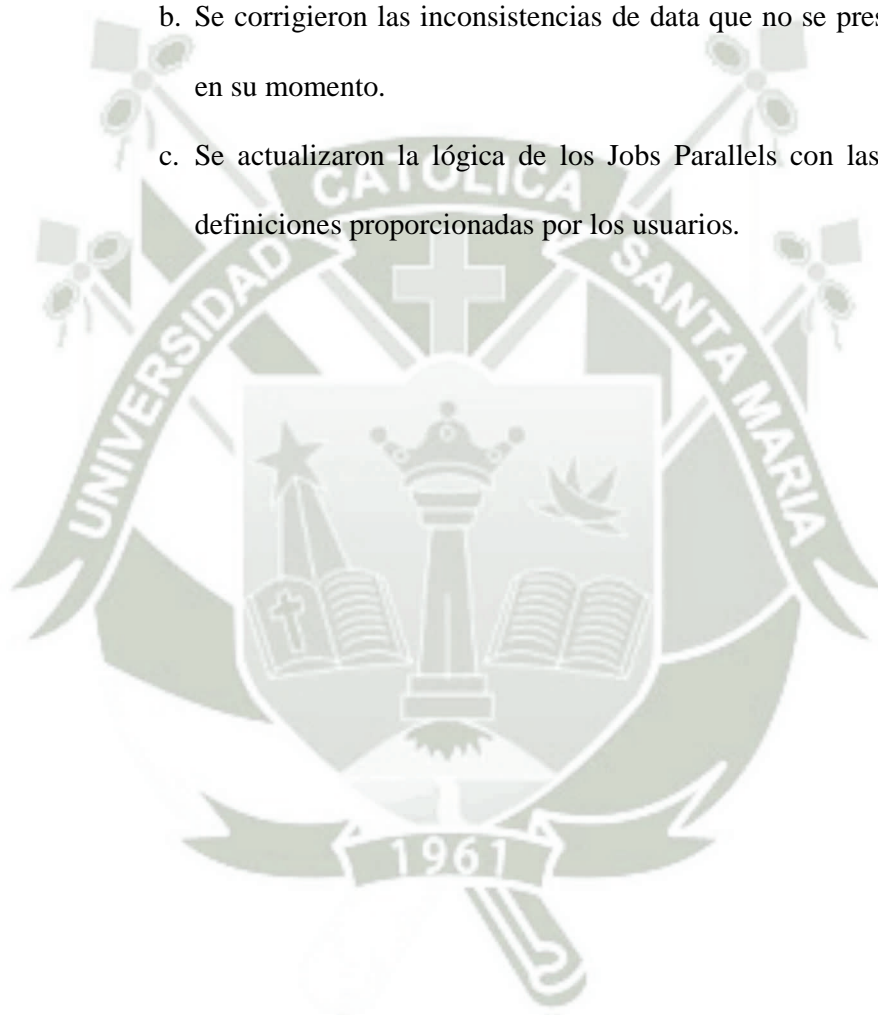 b. Se corrigieron las inconsistencias de data que no se
en su momento.
c. Se actualizaron la lógica de los Jobs Parallels con las
definiciones proporcionadas por los usuarios.
CATOLICA
UNIVERSIDAD
SANTA MARIA
1961